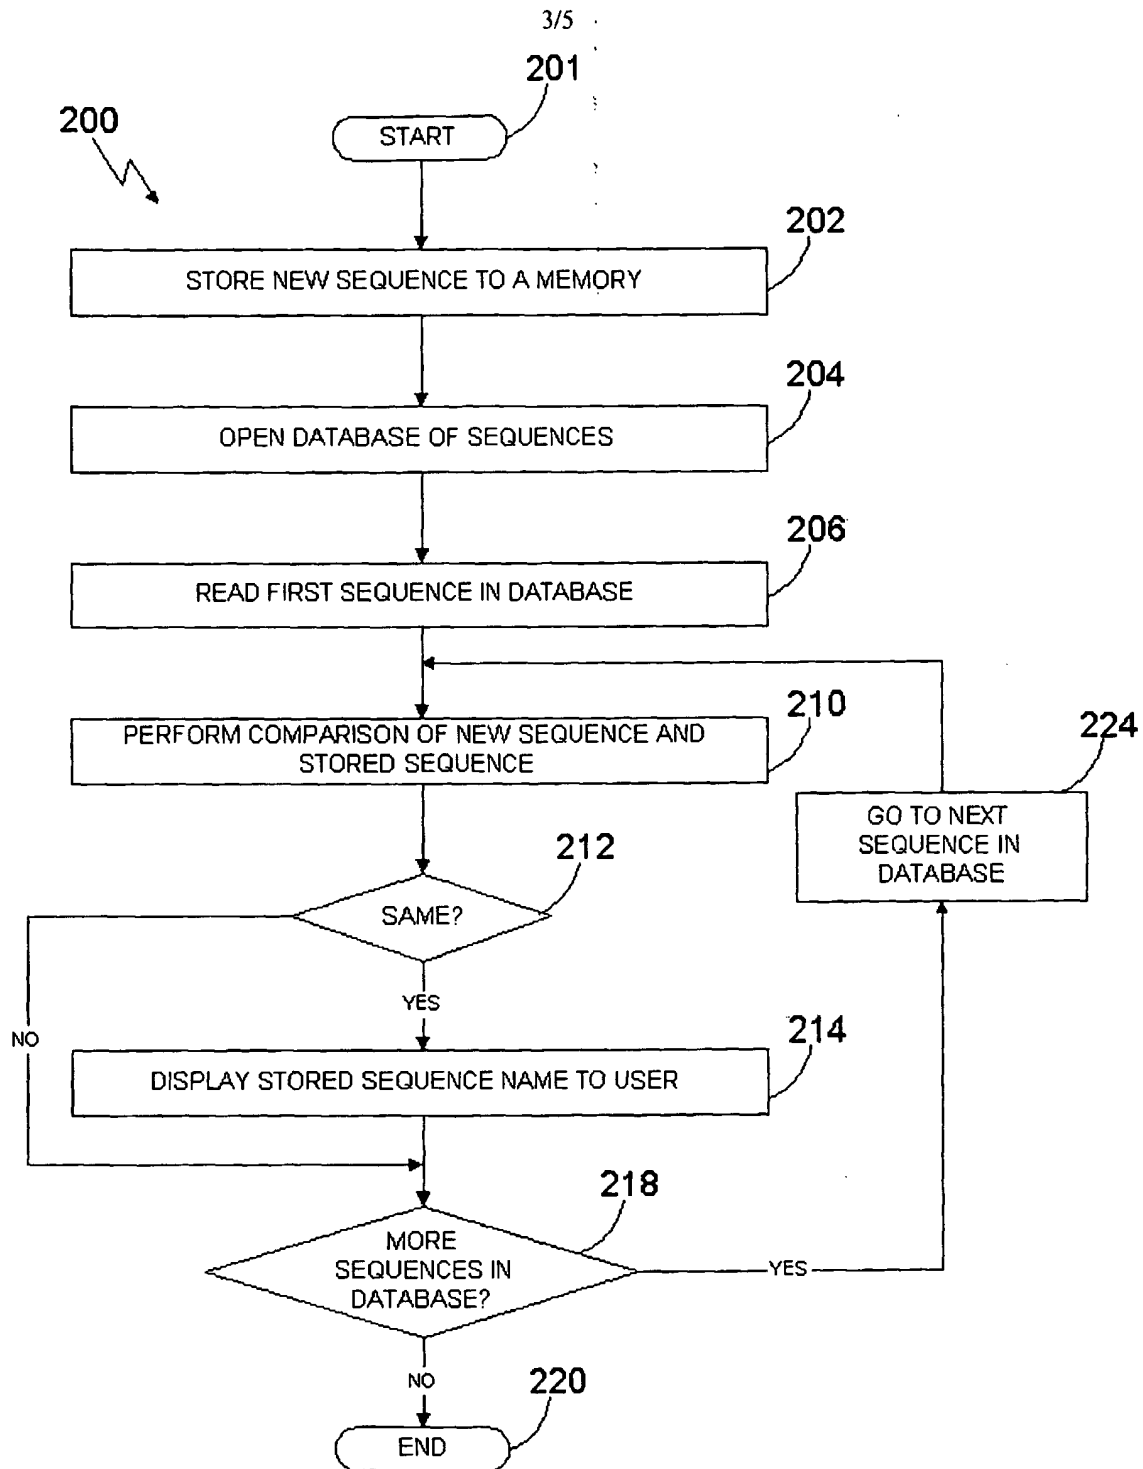 3/5
201
200
START
202
STORE NEW SEQUENCE TO A MEMORY
204
OPEN DATABASE OF SEQUENCES
206
READ FIRST SEQUENCE IN DATABASE
210
PERFORM COMPARISON OF NEW SEQUENCE AND
STORED SEQUENCE
224
GO TO NEXT
SEQUENCE IN
DATABASE
212
SAME?
YES
NO
214
DISPLAY STORED SEQUENCE NAME TO USER
218
MORE
SEQUENCES IN
DATABASE?
YES
NO
220
END